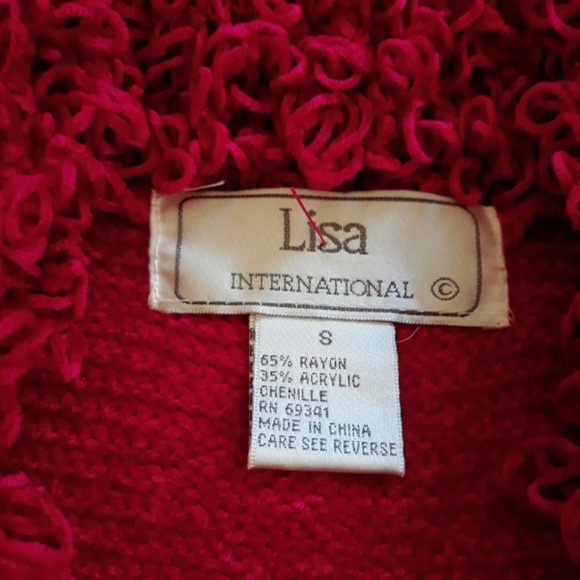 Lisa
INTERNATIONAL ©
S
65% RAYON
35% ACRYLIC
CHENILLE
RN 69341
MADE IN CHINA
CARE SEE REVERSE